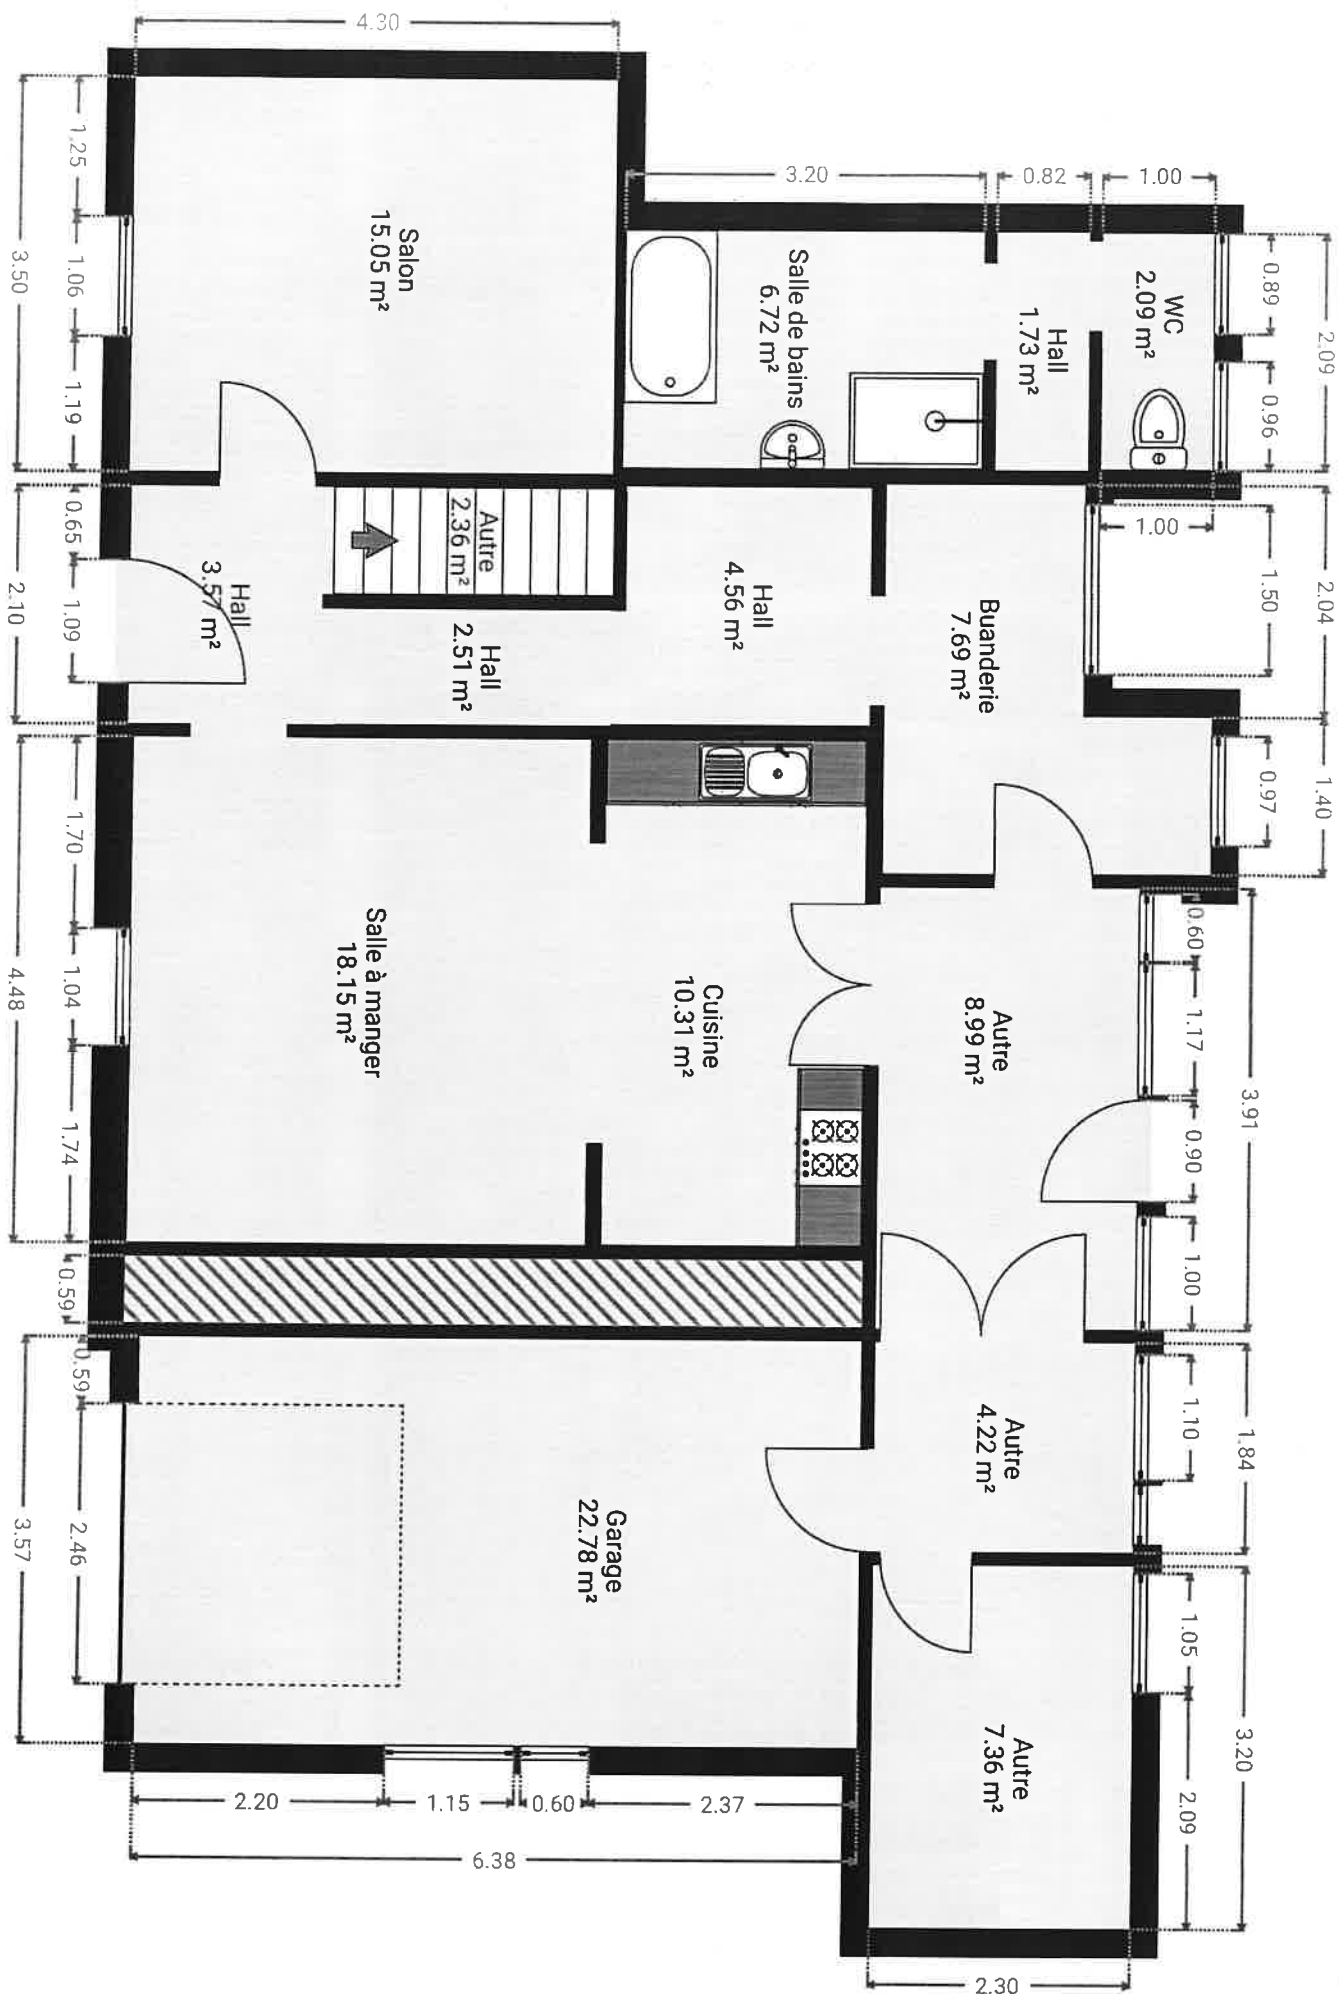 4.30
3.20
0.82
1.00
0.89
2.09
0.96
1.25
1.06
3.50
1.19
Salon
15.05 m²
Salle de bains
6.72 m²
Hall
1.73 m²
WC
2.09 m²
1.00
1.50
2.04
0.65
1.09
2.10
Hall
3.57 m²
Autre
2.36 m²
Hall
2.51 m²
Hall
4.56 m²
Buanderie
7.69 m²
0.97
1.40
1.70
1.04
4.48
1.74
Salle à manger
18.15 m²
Cuisine
10.31 m²
Autre
8.99 m²
0.60
1.17
3.91
0.90
1.00
0.59
0.59
2.46
3.57
Garage
22.78 m²
Autre
4.22 m²
1.10
1.84
Autre
7.36 m²
1.05
3.20
2.09
2.20
1.15
0.60
2.37
6.38
2.30